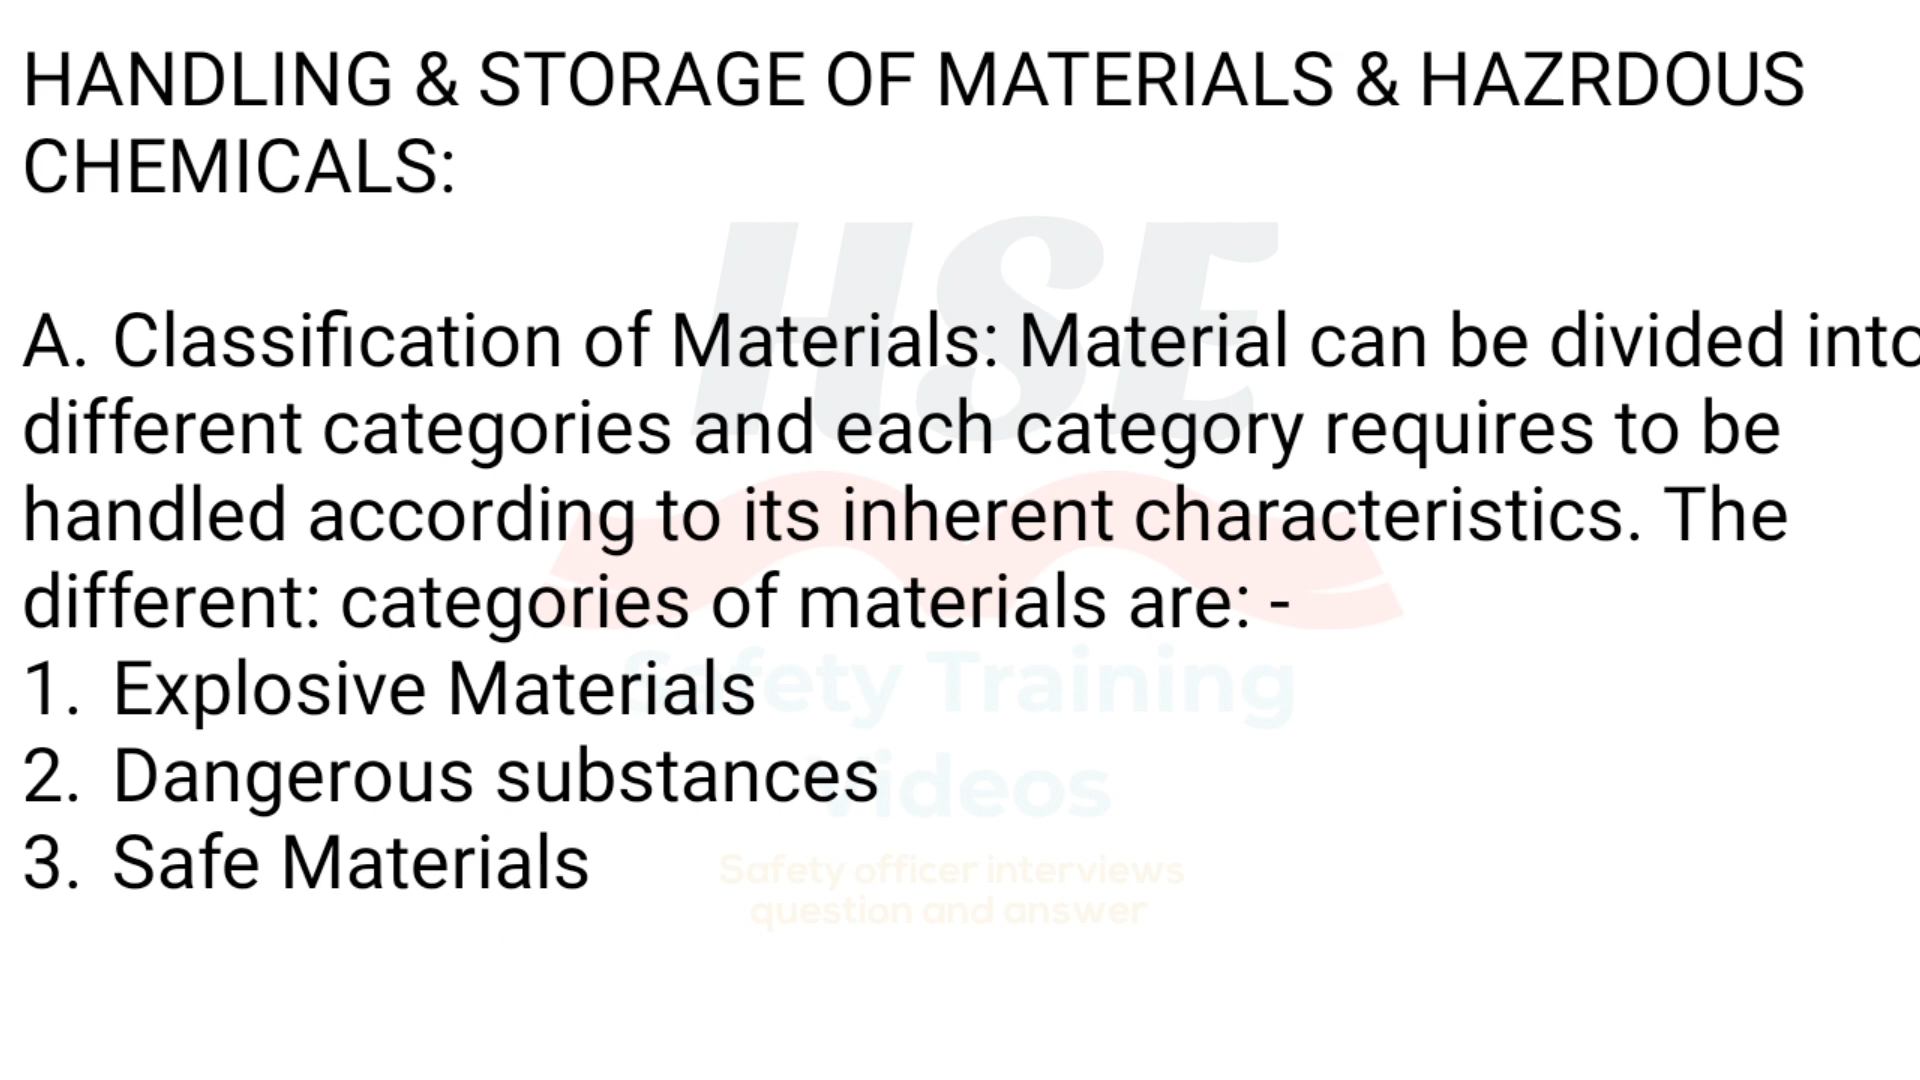 HANDLING & STORAGE OF MATERIALS & HAZRDOUS
CHEMICALS:
A. Classification of Materials: Material can be divided into
different categories and each category requires to be
handled according to its inherent characteristics. The
different: categories of materials are: -
1. Explosive Materials
2. Dangerous substances
3. Safe Materials
HSE
Safety Training
Videos
Safety officer interviews
question and answer